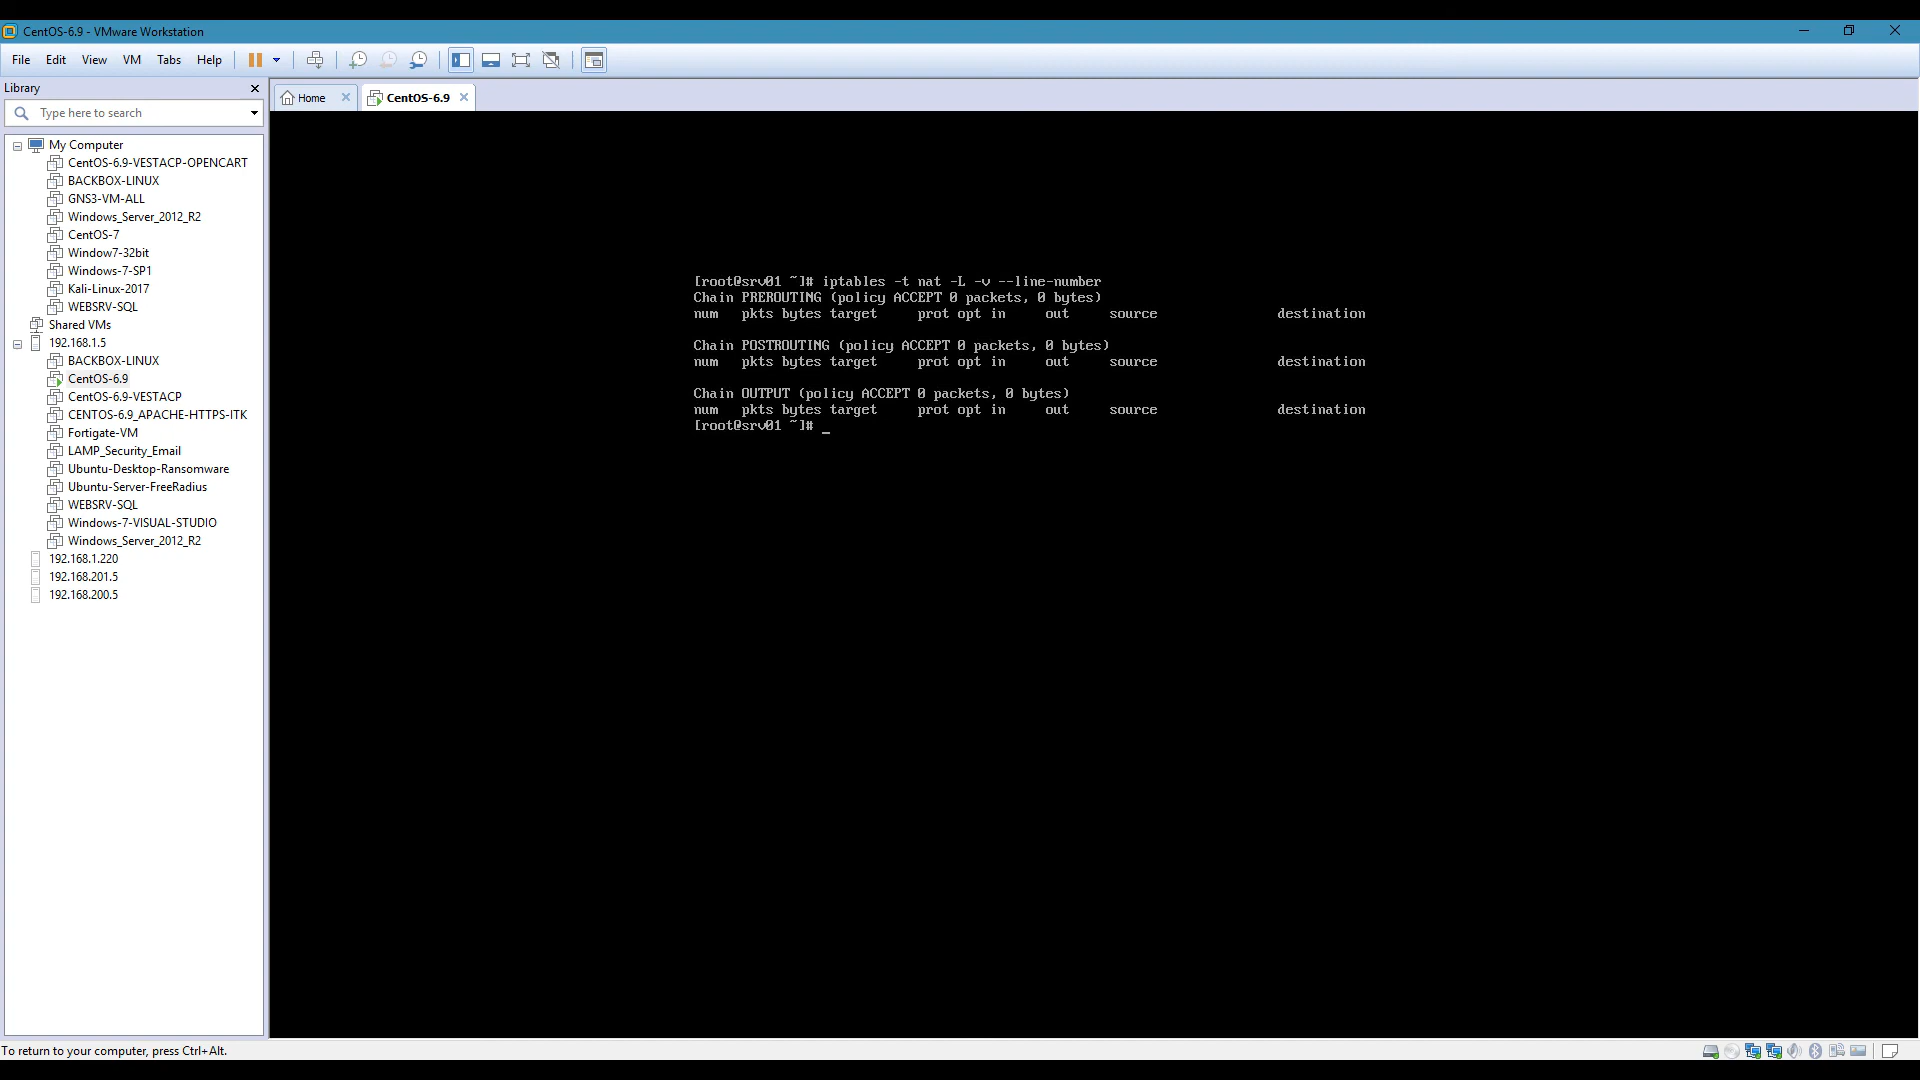 CentOS-6.9 - VMware Workstation
File Edit View VM Tabs Help
Library
Type here to search
My Computer
CentOS-6.9-VESTACP-OPENCART
BACKBOX-LINUX
GNS3-VM-ALL
Windows_Server_2012_R2
CentOS-7
Window7-32bit
Windows-7-SP1
Kali-Linux-2017
WEBSRV-SQL
Shared VMs
192.168.1.5
BACKBOX-LINUX
CentOS-6.9
CentOS-6.9-VESTACP
CENTOS-6.9_APACHE-HTTPS-ITK
Fortigate-VM
LAMP_Security_Email
Ubuntu-Desktop-Ransomware
Ubuntu-Server-FreeRadius
WEBSRV-SQL
Windows-7-VISUAL-STUDIO
Windows_Server_2012_R2
192.168.1.220
192.168.201.5
192.168.200.5
Home CentOS-6.9
[root@srv01 ~]# iptables -t nat -L -v --line-number
Chain PREROUTING (policy ACCEPT 0 packets, 0 bytes)
num pkts bytes target prot opt in out source destination
Chain POSTROUTING (policy ACCEPT 0 packets, 0 bytes)
num pkts bytes target prot opt in out source destination
Chain OUTPUT (policy ACCEPT 0 packets, 0 bytes)
num pkts bytes target prot opt in out source destination
[root@srv01 ~]# _
To return to your computer, press Ctrl+Alt.